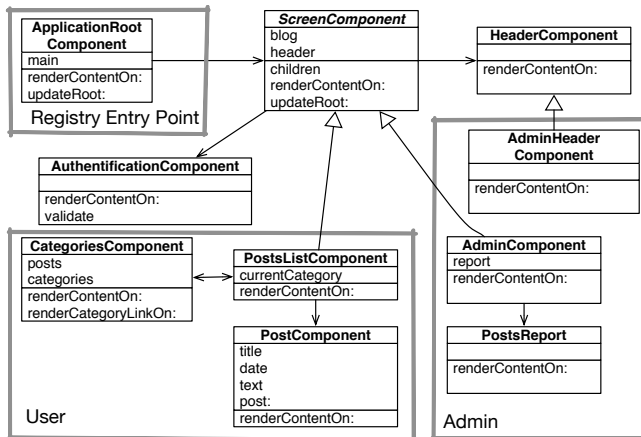 ApplicationRoot
Component
main
renderContentOn:
updateRoot:
Registry Entry Point
ScreenComponent
blog
header
children
renderContentOn:
updateRoot:
HeaderComponent
renderContentOn:
AdminHeader
Component
renderContentOn:
AuthentificationComponent
renderContentOn:
validate
CategoriesComponent
posts
categories
renderContentOn:
renderCategoryLinkOn:
PostsListComponent
currentCategory
renderContentOn:
AdminComponent
report
renderContentOn:
PostComponent
title
date
text
post:
renderContentOn:
PostsReport
renderContentOn:
User
Admin